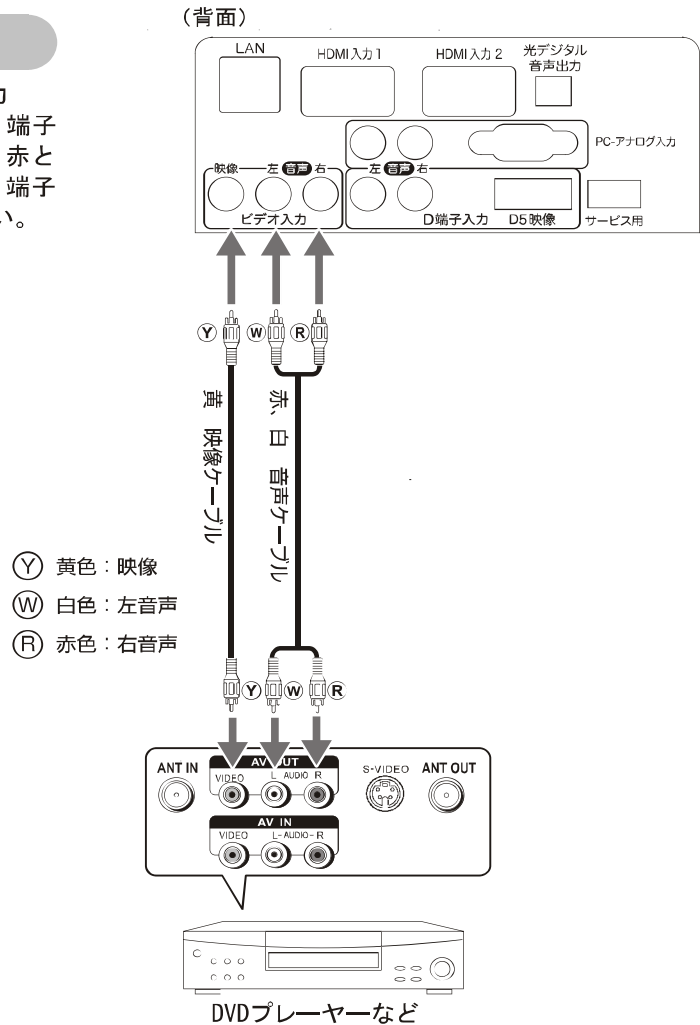 (背面)
力
端子
赤と
端子
い。
LAN
HDMI入力1
HDMI入力2
光デジタル
音声出力
PC-アナログ入力
映像 左 音声 右
左 音声 右
ビデオ入力
D端子入力 D5映像
サービス用
Y W R
黄 映像ケーブル
赤、白 音声ケーブル
Y 黄色:映像
W 白色:左音声
R 赤色:右音声
Y W R
ANT IN
AV OUT
VIDEO L AUDIO R
S-VIDEO
ANT OUT
AV IN
VIDEO L-AUDIO-R
DVDプレーヤーなど